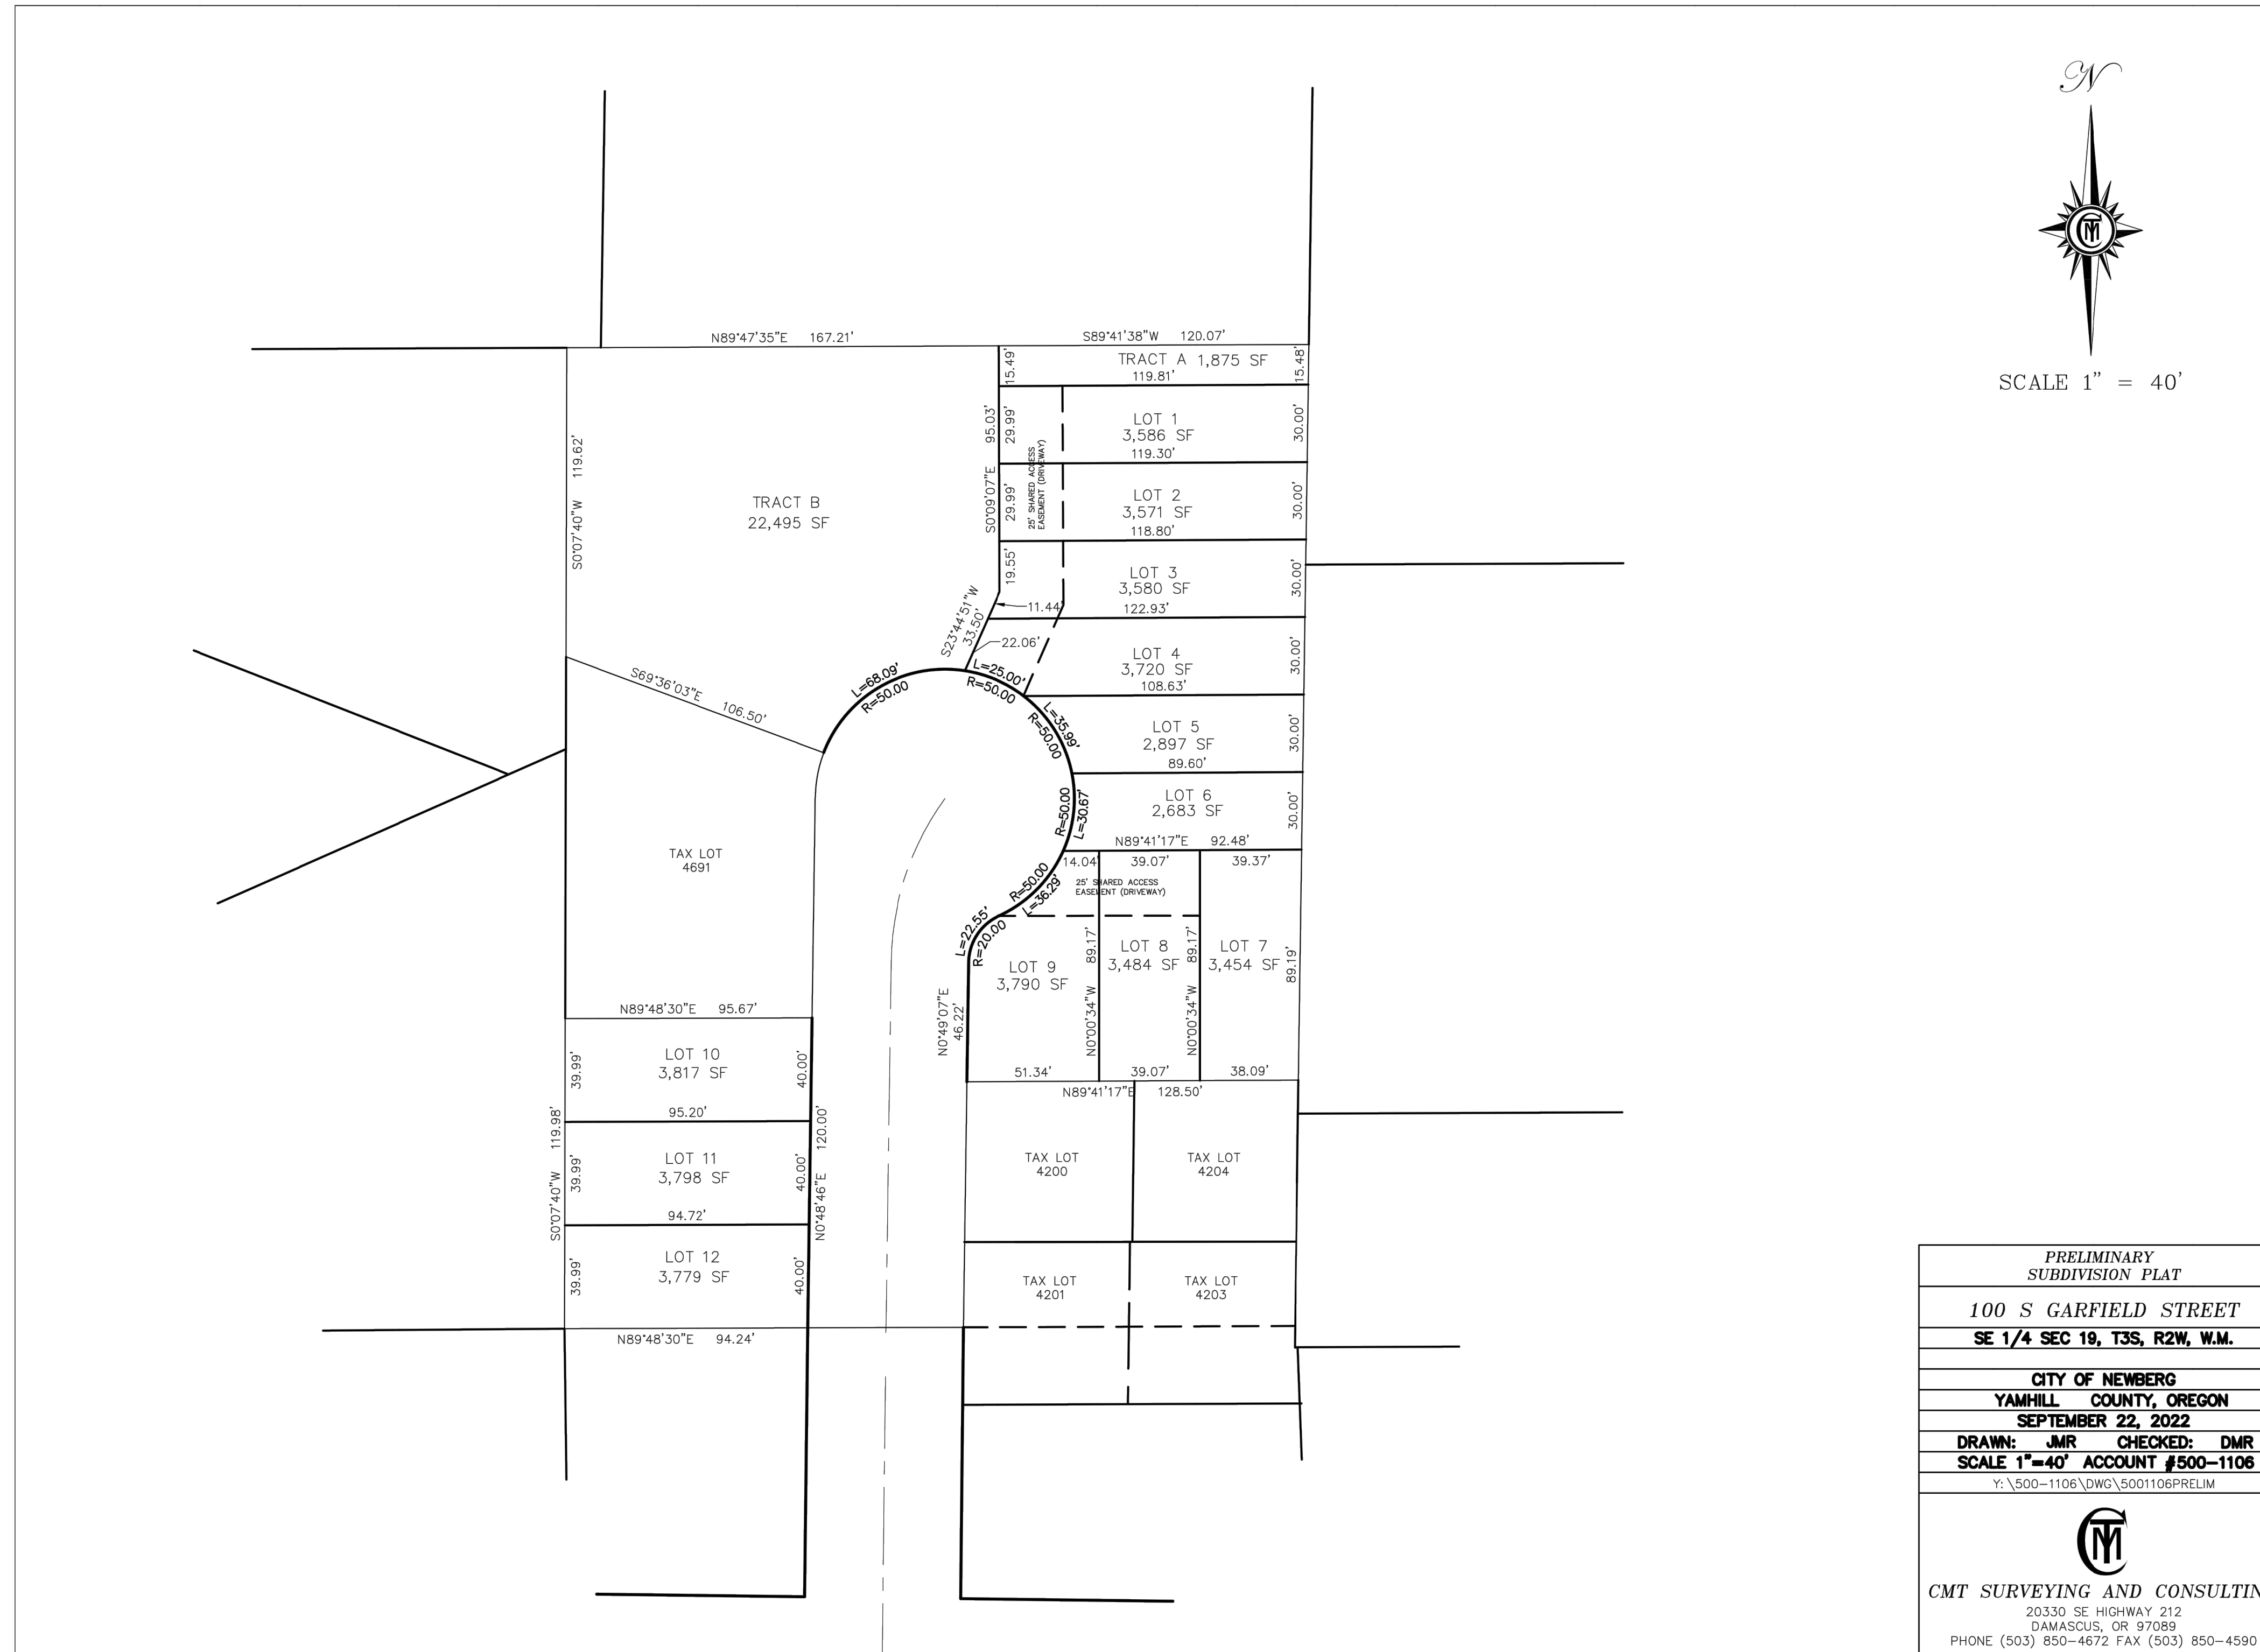 N
SCALE 1" = 40'
N89°47'35"E 167.21'
S89°41'38"W 120.07'
TRACT A 1,875 SF
119.81'
15.49'
15.48'
S0°07'40"W 119.62'
TRACT B
22,495 SF
S0°09'07"E 95.03'
29.99'
25' SHARED ACCESS
EASEMENT (DRIVEWAY)
LOT 1
3,586 SF
119.30'
30.00'
29.99'
LOT 2
3,571 SF
118.80'
30.00'
19.55'
LOT 3
3,580 SF
122.93'
30.00'
11.44'
S23°44'51"W
33.50'
22.06'
LOT 4
3,720 SF
108.63'
30.00'
S69°36'03"E 106.50'
L=68.09'
R=50.00
L=25.00'
R=50.00
L=35.99'
R=50.00
LOT 5
2,897 SF
89.60'
30.00'
R=50.00
L=30.67'
LOT 6
2,683 SF
30.00'
N89°41'17"E 92.48'
14.04'
39.07'
39.37'
25' SHARED ACCESS
EASEMENT (DRIVEWAY)
TAX LOT
4691
R=50.00
L=36.29'
L=22.55'
R=20.00
LOT 9
3,790 SF
N0°00'34"W 89.17'
LOT 8
3,484 SF
N0°00'34"W 89.17'
LOT 7
3,454 SF
89.19'
N0°49'07"E
46.22'
51.34'
39.07'
38.09'
N89°41'17"E 128.50'
N89°48'30"E 95.67'
39.99'
LOT 10
3,817 SF
40.00'
95.20'
S0°07'40"W 119.98'
39.99'
LOT 11
3,798 SF
40.00'
N0°48'46"E 120.00'
94.72'
39.99'
LOT 12
3,779 SF
40.00'
N89°48'30"E 94.24'
TAX LOT
4200
TAX LOT
4204
TAX LOT
4201
TAX LOT
4203
PRELIMINARY
SUBDIVISION PLAT
100 S GARFIELD STREET
SE 1/4 SEC 19, T3S, R2W, W.M.
CITY OF NEWBERG
YAMHILL COUNTY, OREGON
SEPTEMBER 22, 2022
DRAWN: JMR CHECKED: DMR
SCALE 1"=40' ACCOUNT #500-1106
Y:\500-1106\DWG\5001106PRELIM
CMT SURVEYING AND CONSULTIN
20330 SE HIGHWAY 212
DAMASCUS, OR 97089
PHONE (503) 850-4672 FAX (503) 850-4590